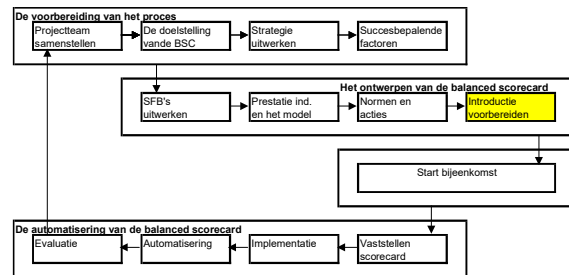 De voorbereiding van het proces
Projectteam
samenstellen
De doelstelling
vande BSC
Strategie
uitwerken
Succesbepalende
factoren
Het ontwerpen van de balanced scorecard
SFB's
uitwerken
Prestatie ind.
en het model
Normen en
acties
Introductie
voorbereiden
Start bijeenkomst
De automatisering van de balanced scorecard
Evaluatie
Automatisering
Implementatie
Vaststellen
scorecard